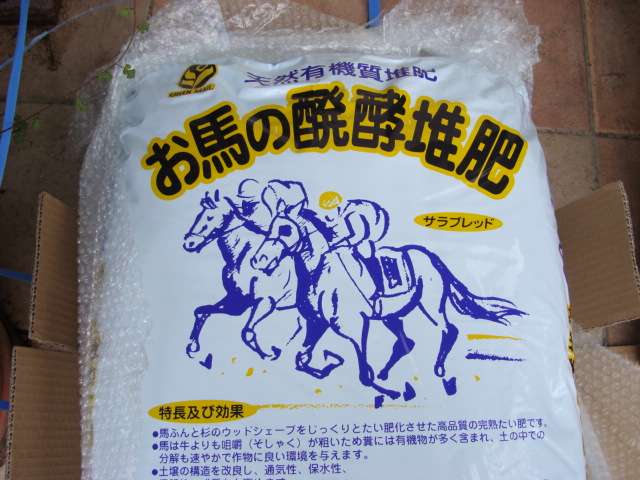 GREEN MAIL
天然有機質堆肥
お馬の醗酵堆肥
サラブレッド
特長及び効果
●馬ふんと杉のウッドシェーブをじっくりとたい肥化させた高品質の完熟たい肥です。
●馬は牛よりも咀嚼（そしゃく）が粗いため糞には有機物が多く含まれ、土の中での
分解も速やかで作物に良い環境を与えます。
●土壌の構造を改良し、通気性、保水性、